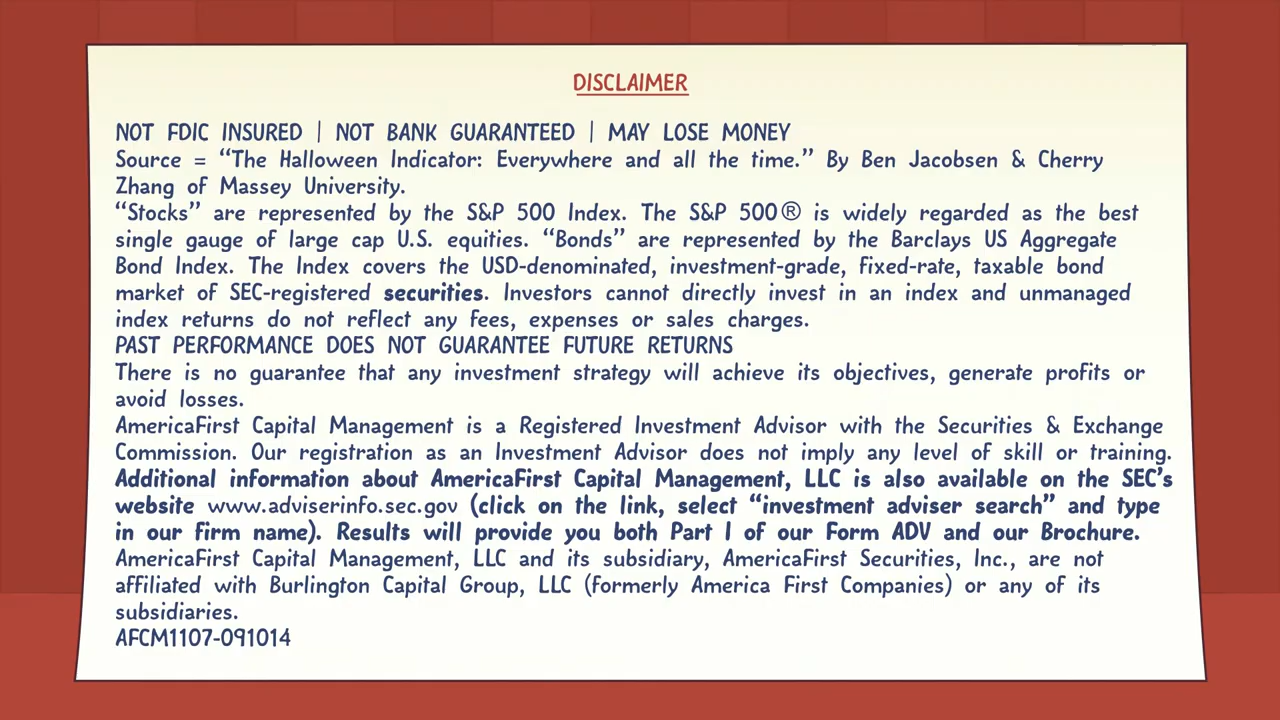 DISCLAIMER
NOT FDIC INSURED | NOT BANK GUARANTEED | MAY LOSE MONEY
Source = “The Halloween Indicator: Everywhere and all the time.” By Ben Jacobsen & Cherry
Zhang of Massey University.
“Stocks” are represented by the S&P 500 Index. The S&P 500® is widely regarded as the best
single gauge of large cap U.S. equities. “Bonds” are represented by the Barclays US Aggregate
Bond Index. The Index covers the USD-denominated, investment-grade, fixed-rate, taxable bond
market of SEC-registered securities. Investors cannot directly invest in an index and unmanaged
index returns do not reflect any fees, expenses or sales charges.
PAST PERFORMANCE DOES NOT GUARANTEE FUTURE RETURNS
There is no guarantee that any investment strategy will achieve its objectives, generate profits or
avoid losses.
AmericaFirst Capital Management is a Registered Investment Advisor with the Securities & Exchange
Commission. Our registration as an Investment Advisor does not imply any level of skill or training.
Additional information about AmericaFirst Capital Management, LLC is also available on the SEC’s
website www.adviserinfo.sec.gov (click on the link, select “investment adviser search” and type
in our firm name). Results will provide you both Part 1 of our Form ADV and our Brochure.
AmericaFirst Capital Management, LLC and its subsidiary, AmericaFirst Securities, Inc., are not
affiliated with Burlington Capital Group, LLC (formerly America First Companies) or any of its
subsidiaries.
AFCM1107-091014